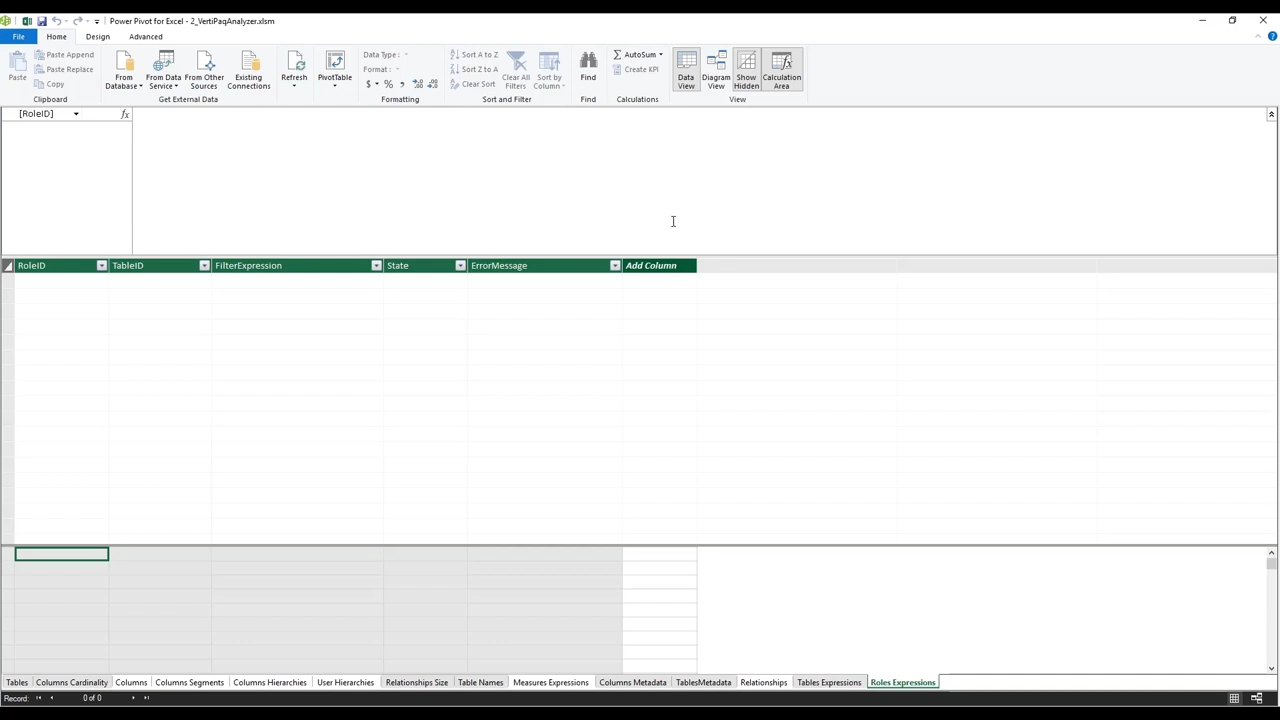 Power Pivot for Excel - 2_VertiPaqAnalyzer.xlsm
File Home Design Advanced
Paste
Paste Append
Paste Replace
Copy
Clipboard
From Database
From Data Service
From Other Sources
Existing Connections
Get External Data
Refresh
PivotTable
Data Type :
Format :
$ % ,
Formatting
Sort A to Z
Sort Z to A
Clear Sort
Clear All Filters
Sort by Column
Sort and Filter
Find
Find
AutoSum
Create KPI
Calculations
Data View
Diagram View
Show Hidden
Calculation Area
View
[RoleID] fx
RoleID TableID FilterExpression State ErrorMessage Add Column
Tables Columns Cardinality Columns Columns Segments Columns Hierarchies User Hierarchies Relationships Size Table Names Measures Expressions Columns Metadata TablesMetadata Relationships Tables Expressions Roles Expressions
Record: 0 of 0